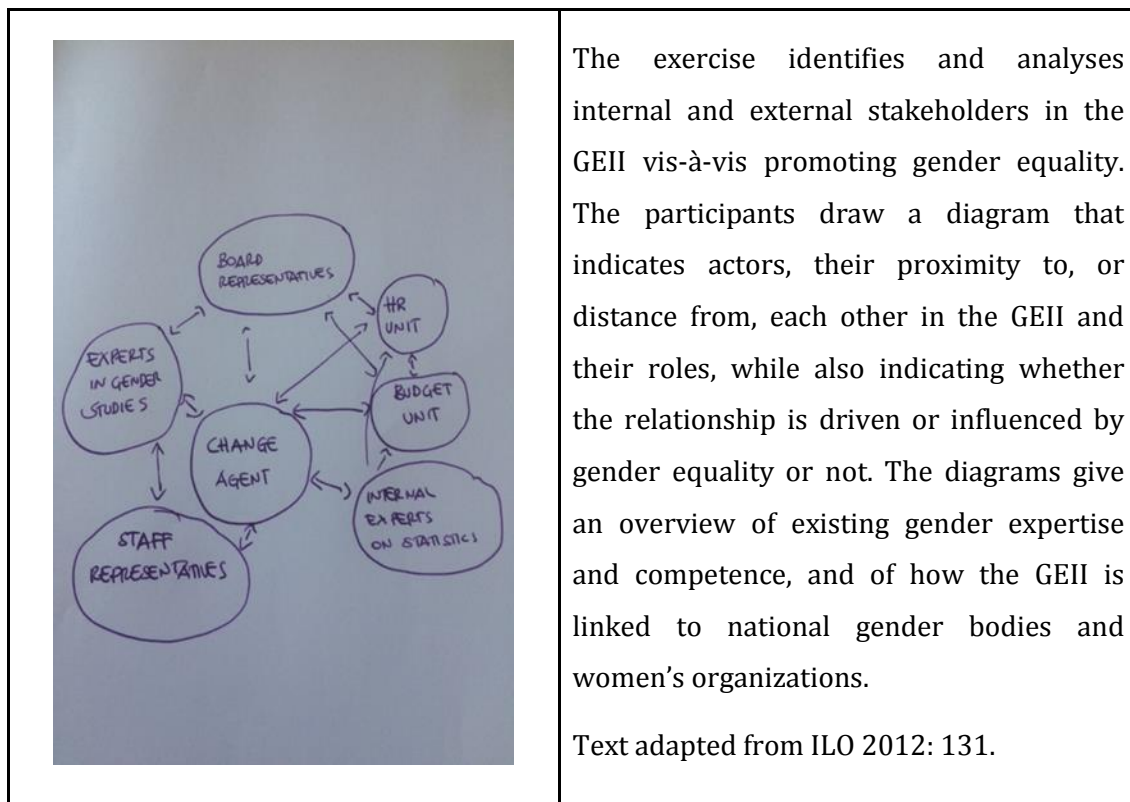 BOARD
REPRESENTATIVES
HR
UNIT
EXPERTS
IN GENDER
STUDIES
BUDGET
UNIT
CHANGE
AGENT
INTERNAL
EXPERTS
ON STATISTICS
STAFF
REPRESENTATIVES
The exercise identifies and analyses
internal and external stakeholders in the
GEII vis-à-vis promoting gender equality.
The participants draw a diagram that
indicates actors, their proximity to, or
distance from, each other in the GEII and
their roles, while also indicating whether
the relationship is driven or influenced by
gender equality or not. The diagrams give
an overview of existing gender expertise
and competence, and of how the GEII is
linked to national gender bodies and
women’s organizations.
Text adapted from ILO 2012: 131.